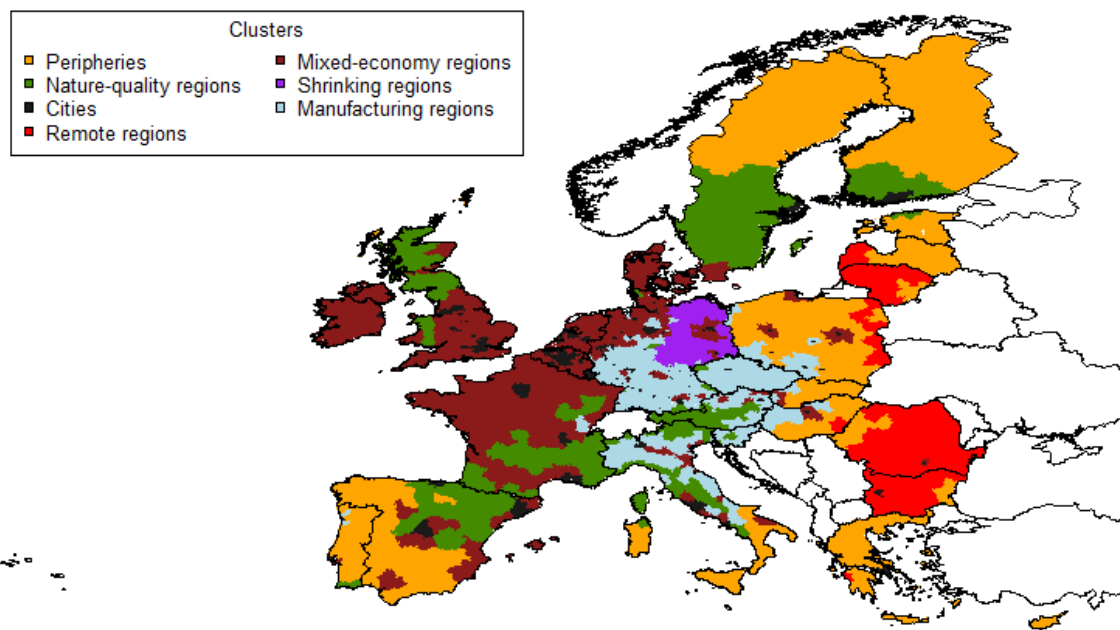 Clusters
Peripheries
Nature-quality regions
Cities
Remote regions
Mixed-economy regions
Shrinking regions
Manufacturing regions